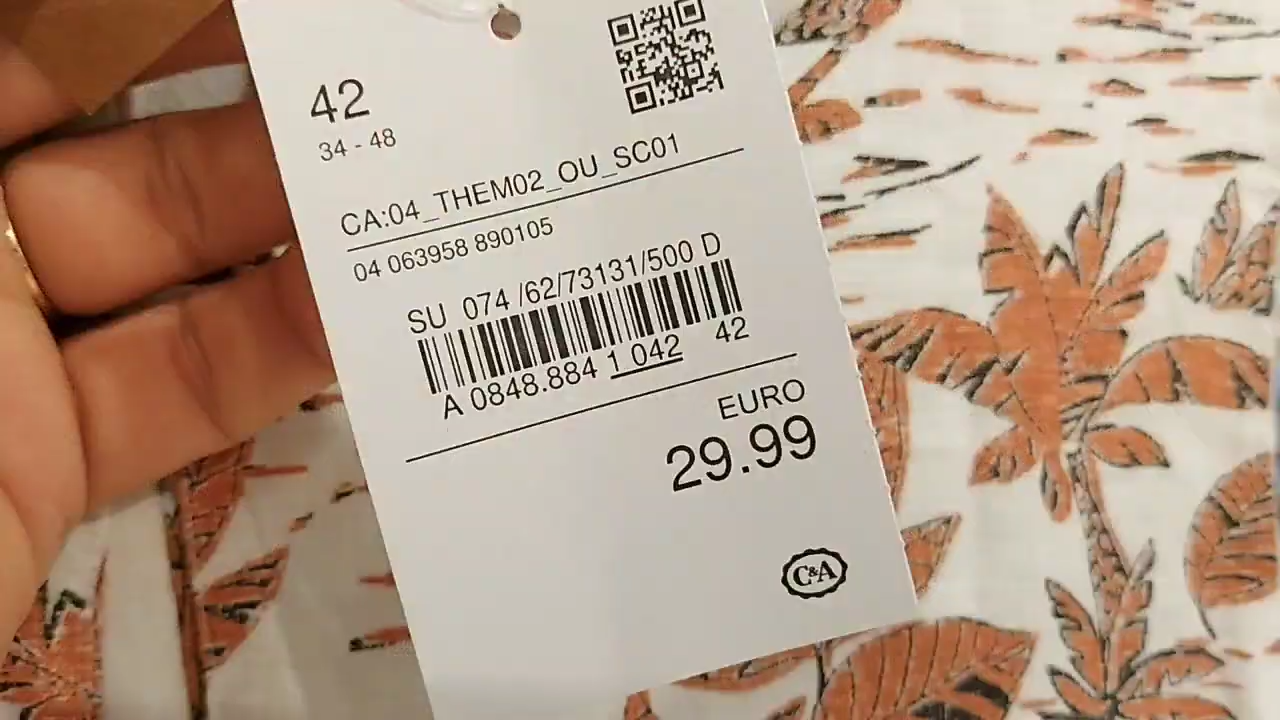 42
34 - 48
CA:04_THEM02_OU_SC01
04 063958 890105
SU 074 /62/73131/500 D
A 0848.884 1 042 42
EURO
29.99
C&A